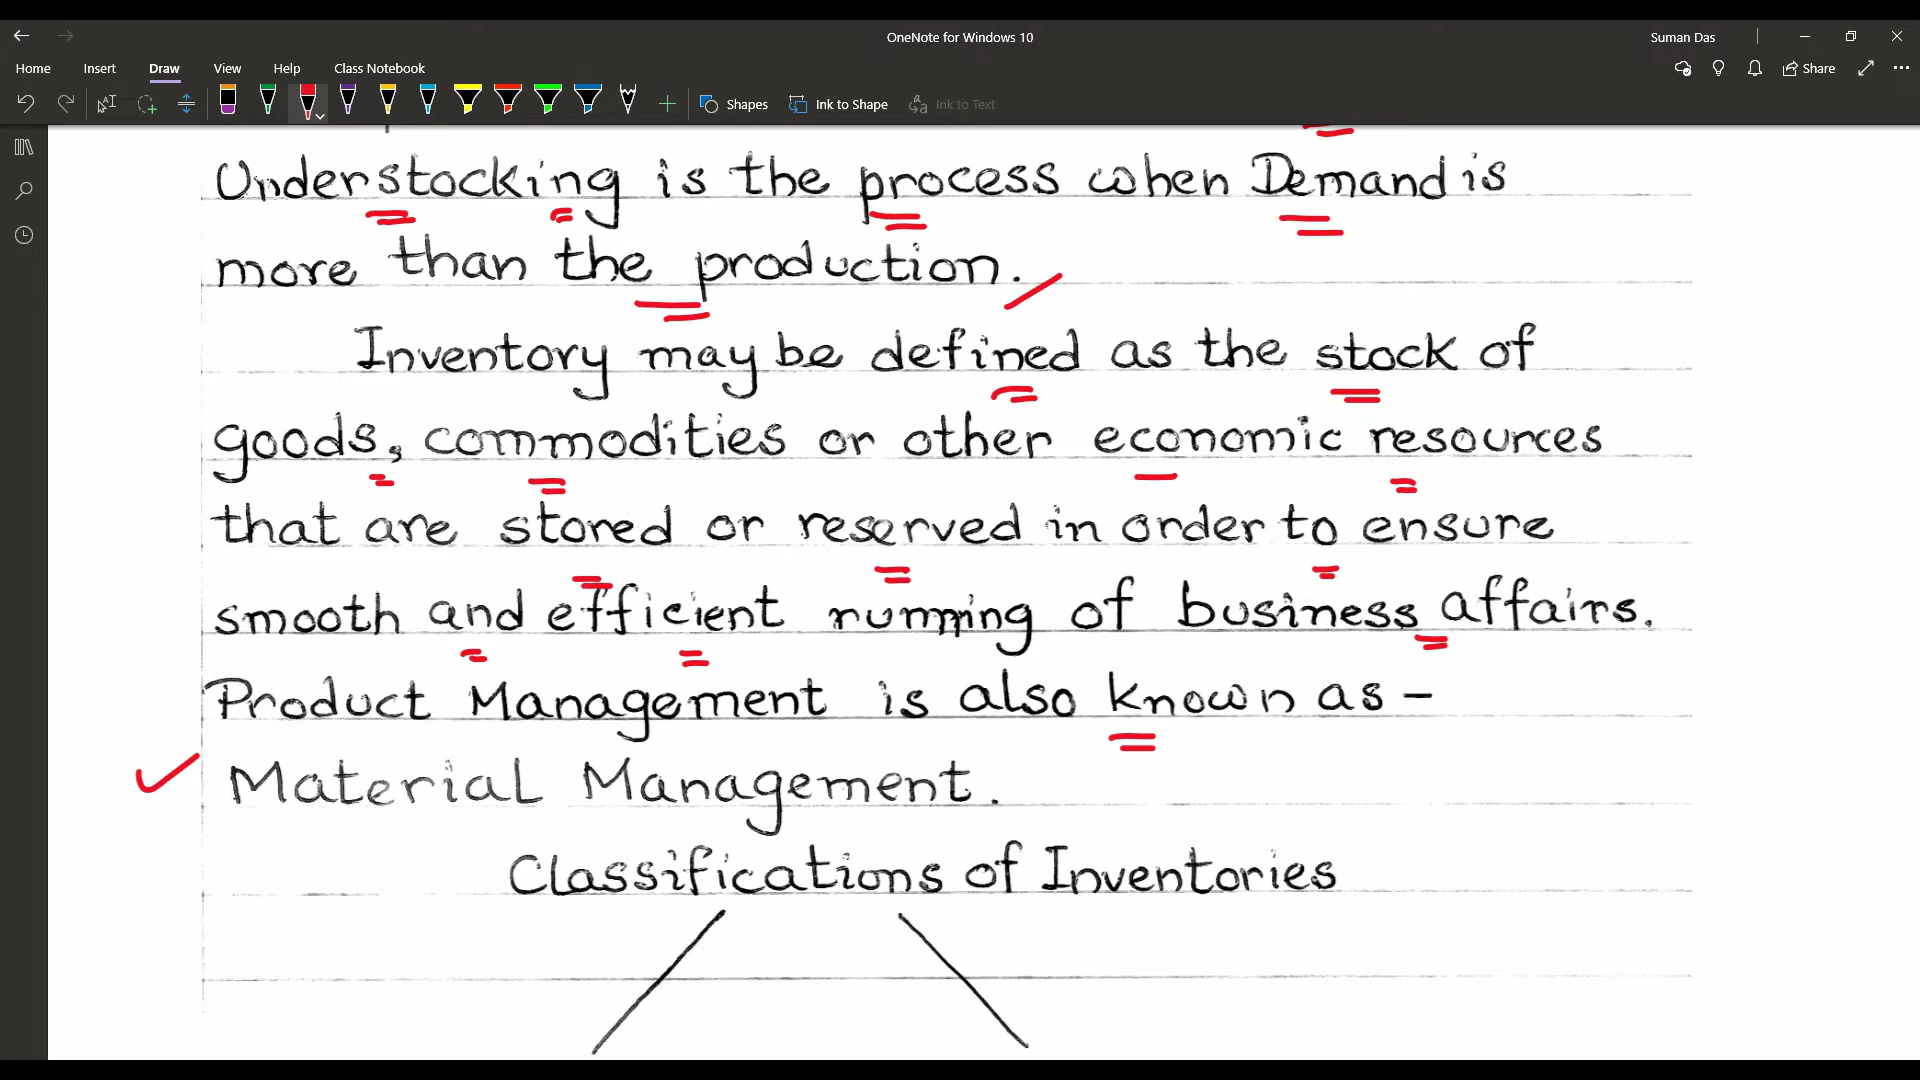 OneNote for Windows 10
Suman Das
Home Insert Draw View Help Class Notebook
Share
Shapes Ink to Shape Ink to Text
Understocking is the process when Demand is
more than the production.
Inventory may be defined as the stock of
goods, commodities or other economic resources
that are stored or reserved in order to ensure
smooth and efficient running of business affairs.
Product Management is also known as -
Material Management.
Classifications of Inventories